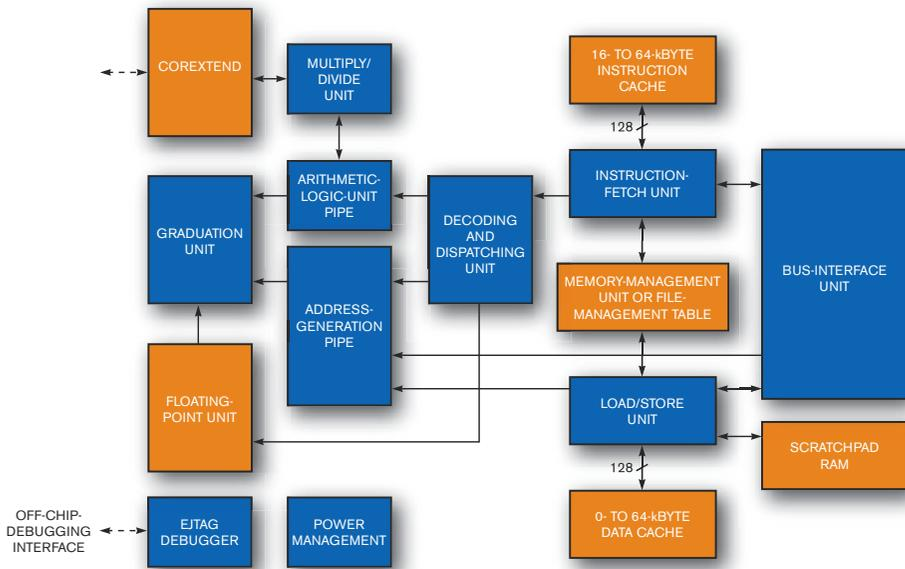 COREXTEND
MULTIPLY/
DIVIDE
UNIT
16- TO 64-kBYTE
INSTRUCTION
CACHE
128
ARITHMETIC-
LOGIC-UNIT
PIPE
INSTRUCTION-
FETCH UNIT
GRADUATION
UNIT
DECODING
AND
DISPATCHING
UNIT
BUS-INTERFACE
UNIT
MEMORY-MANAGEMENT
UNIT OR FILE-
MANAGEMENT TABLE
ADDRESS-
GENERATION
PIPE
FLOATING-
POINT UNIT
LOAD/STORE
UNIT
SCRATCHPAD
RAM
128
OFF-CHIP-
DEBUGGING
INTERFACE
EJTAG
DEBUGGER
POWER
MANAGEMENT
0- TO 64-kBYTE
DATA CACHE